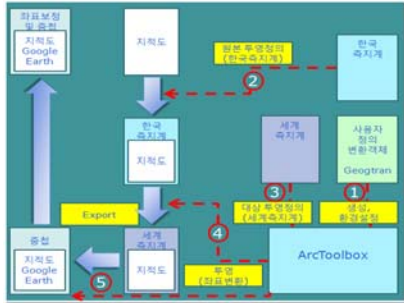 좌표보정
및 중첩
지적도
Google
Earth
지적도
원본 투영정의
(한국측지계)
②
한국
측지계
한국
측지계
지적도
세계
측지계
사용자
정의
변환객체
Geogtran
③
①
대상 투영정의
(세계측지계)
생성,
환경설정
Export
④
중첩
지적도
Google
Earth
세계
측지계
지적도
투영
(좌표변환)
ArcToolbox
⑤